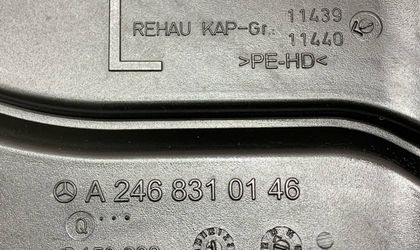 11439
REHAU KAP-Gr.: 11440
>PE-HD<
A 246 831 01 46
Q